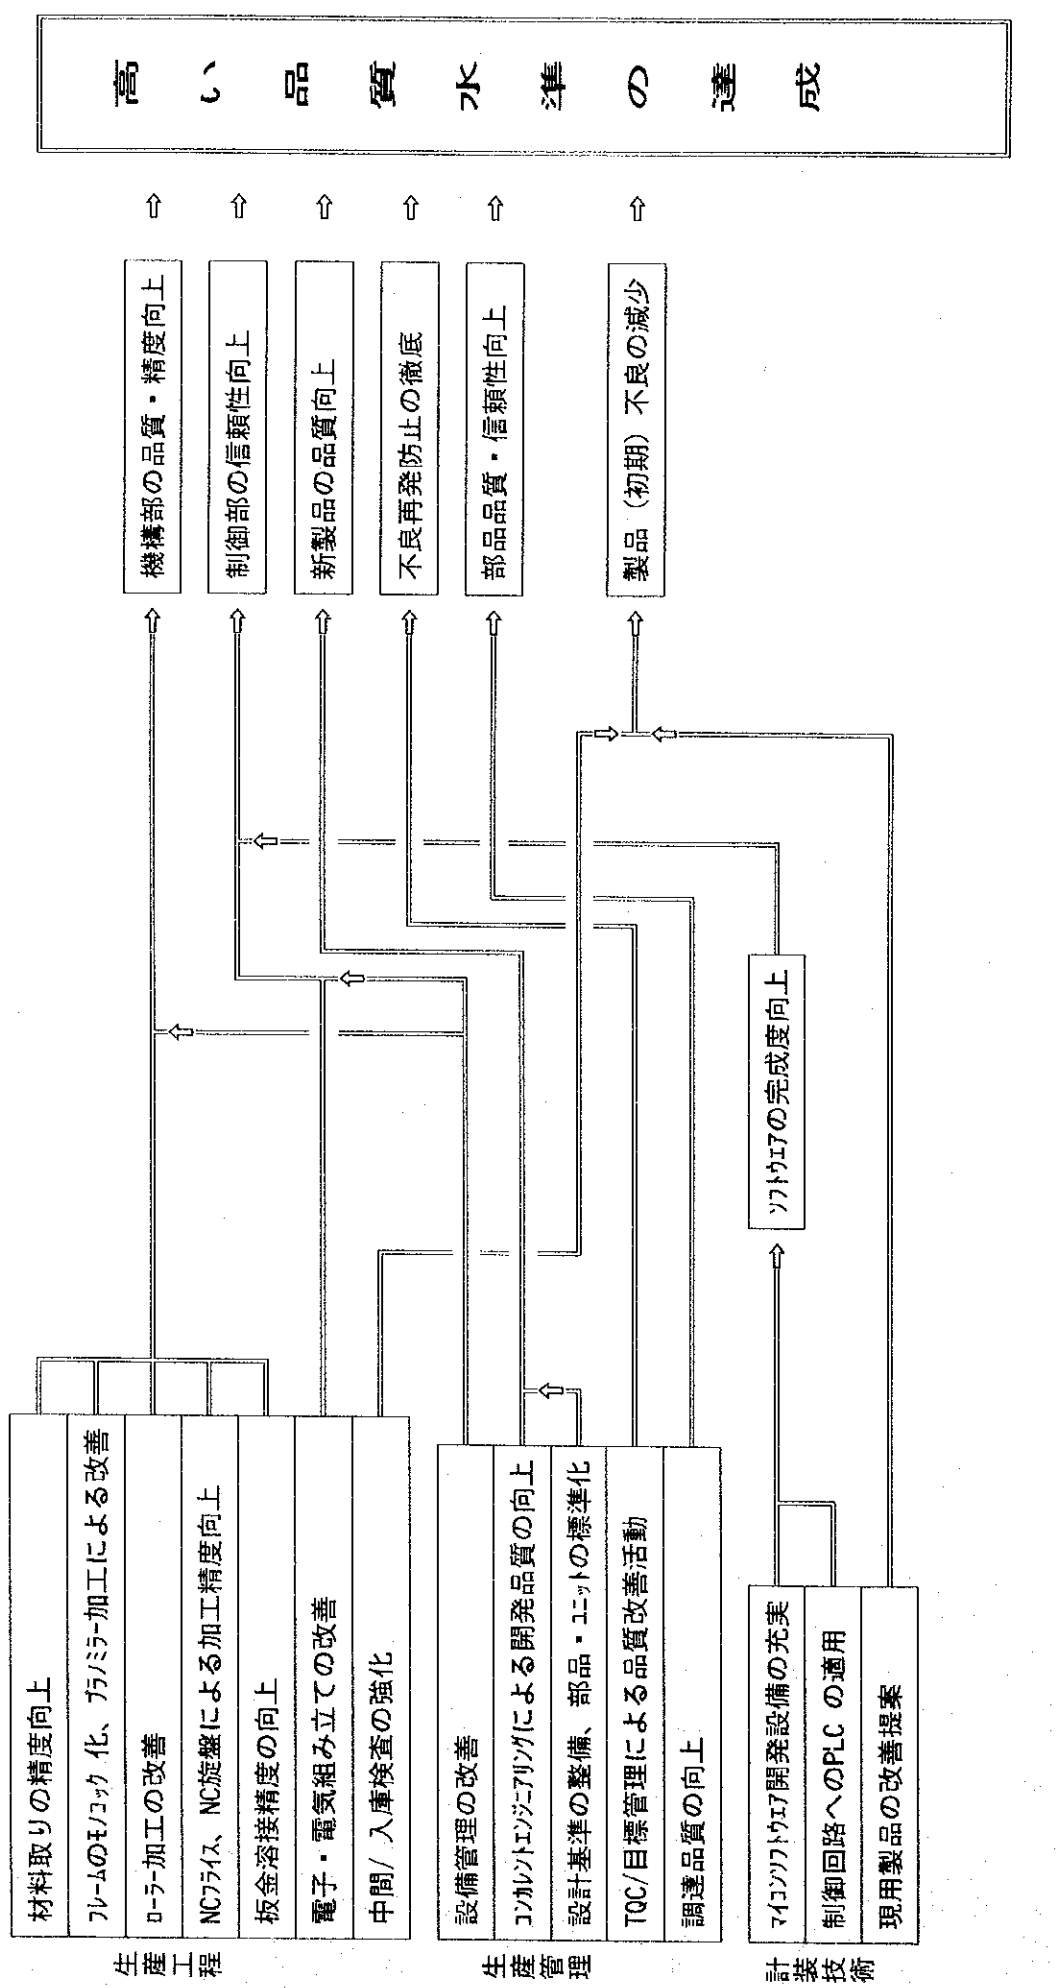 生産工程
材料取りの精度向上
フレームのモノコック 化、プラノミラー加工による改善
ローラー加工の改善
NCフライス、NC旋盤による加工精度向上
板金溶接精度の向上
電子・電気組み立ての改善
中間/ 入庫検査の強化
生産管理
設備管理の改善
コンカレントエンジニアリングによる開発品質の向上
設計基準の整備、部品・ユニットの標準化
TQC/目標管理による品質改善活動
調達品質の向上
計装技術
マイコンソフトウェア開発設備の充実
制御回路へのPLC の適用
現用製品の改善提案
ソフトウェアの完成度向上
機構部の品質・精度向上
制御部の信頼性向上
新製品の品質向上
不良再発防止の徹底
部品品質・信頼性向上
製品（初期）不良の減少
高い品質水準の達成